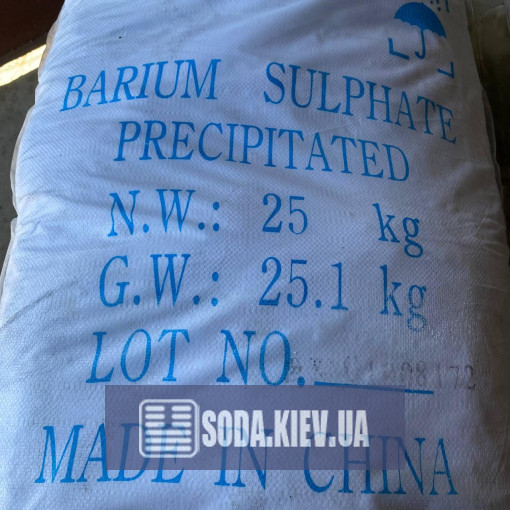 BARIUM SULPHATE
PRECIPITATED
N.W.: 25 kg
G.W.: 25.1 kg
LOT NO.
SODA.KIEV.UA
MADE IN CHINA